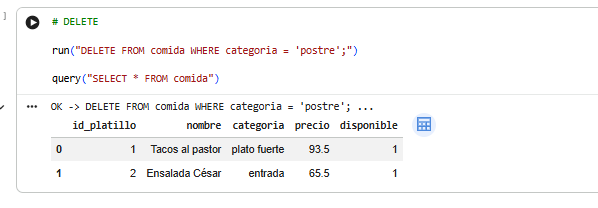 ]
# DELETE
run("DELETE FROM comida WHERE categoria = 'postre';")
query("SELECT * FROM comida")
OK -> DELETE FROM comida WHERE categoria = 'postre'; ...
id_platillo nombre categoria precio disponible
0 1 Tacos al pastor plato fuerte 93.5 1
1 2 Ensalada César entrada 65.5 1